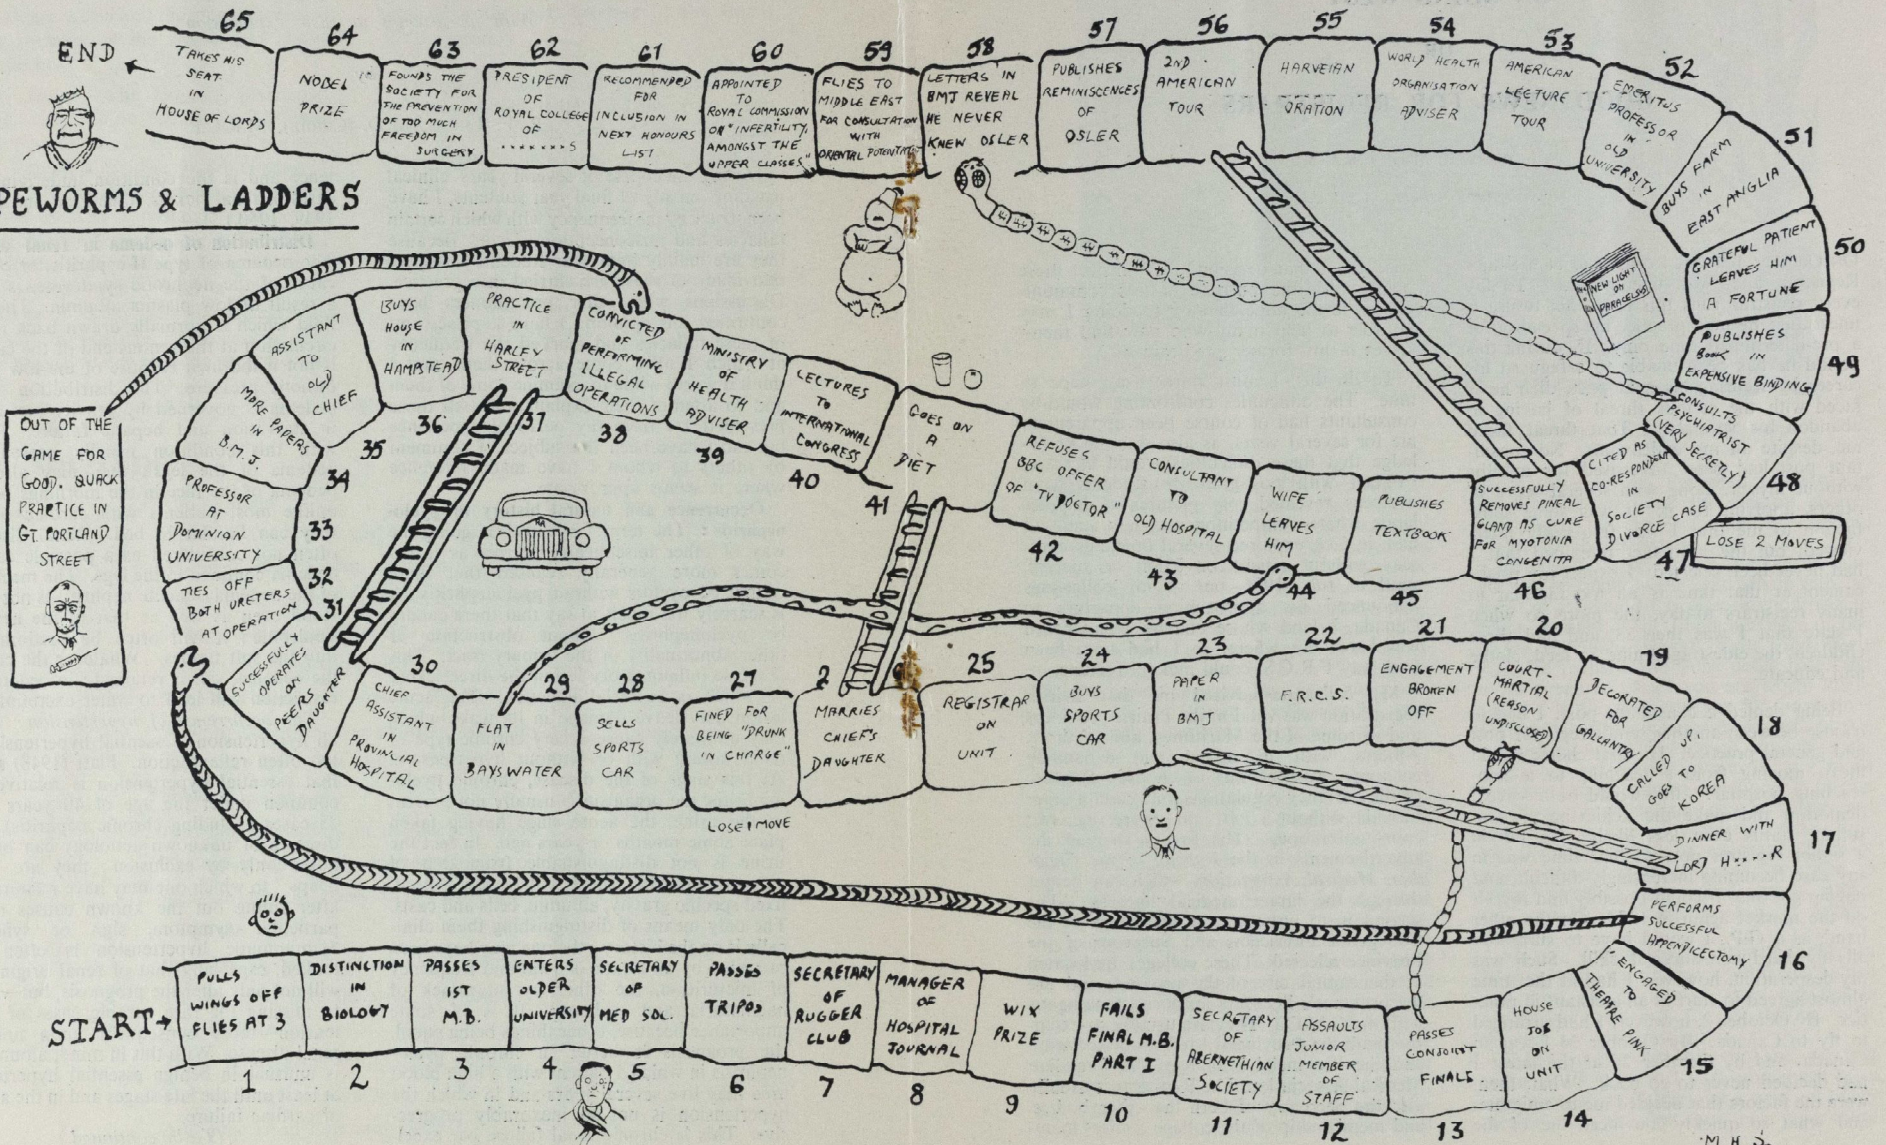 65
64
63
62
61
60
59
58
57
56
55
54
53
52
51
50
49
48
47
END
TAKES HIS
SEAT
IN
HOUSE OF LORDS
NOBEL
PRIZE
FOUNDS THE
SOCIETY FOR
THE PREVENTION
OF TOO MUCH
FREEDOM IN
SURGERY
PRESIDENT
OF
ROYAL COLLEGE
OF
........S
RECOMMENDED
FOR
INCLUSION IN
NEXT HONOURS
LIST
APPOINTED
TO
ROYAL COMMISSION
ON "INFERTILITY
AMONGST THE
UPPER CLASSES"
FLIES TO
MIDDLE EAST
FOR CONSULTATION
WITH
ORIENTAL POTENTATE
LETTERS IN
BMJ REVEAL
HE NEVER
KNEW OSLER
PUBLISHES
REMINISCENCES
OF
OSLER
2ND
AMERICAN
TOUR
HARVEIAN
ORATION
WORLD HEALTH
ORGANISATION
ADVISER
AMERICAN
LECTURE
TOUR
EMERITUS
PROFESSOR
IN
OLD
UNIVERSITY
BUYS FARM
IN
EAST ANGLIA
GRATEFUL PATIENT
LEAVES HIM
A FORTUNE
PUBLISHES
BOOK IN
EXPENSIVE BINDING
CONSULTS
PSYCHIATRIST
(VERY SECRETLY)
CITED AS
CO-RESPONDENT
IN
SOCIETY
DIVORCE CASE
LOSE 2 MOVES
NEW LIGHT
ON
PARACELSUS
PEWORMS & LADDERS
OUT OF THE
GAME FOR
GOOD. QUACK
PRACTICE IN
GT. PORTLAND
STREET
SUCCESSFULLY
OPERATES
ON
PEERS
DAUGHTER
31
TIES OFF
BOTH URETERS
AT OPERATION
32
PROFESSOR
AT
DOMINION
UNIVERSITY
33
MORE PAPERS
IN
B.M.J.
34
ASSISTANT
TO
OLD
CHIEF
35
BUYS
HOUSE
IN
HAMPSTEAD
36
PRACTICE
IN
HARLEY
STREET
37
CONVICTED
OF
PERFORMING
ILLEGAL
OPERATIONS
38
MINISTRY
OF
HEALTH
ADVISER
39
LECTURES
TO
INTERNATIONAL
CONGRESS
40
GOES ON
A
DIET
41
REFUSES
BBC OFFER
OF "TV DOCTOR"
42
CONSULTANT
TO
OLD HOSPITAL
43
WIFE
LEAVES
HIM
44
PUBLISHES
TEXTBOOK
45
SUCCESSFULLY
REMOVES PINEAL
GLAND AS CURE
FOR MYOTONIA
CONGENITA
46
RR
30
CHIEF
ASSISTANT
IN
PROVINCIAL
HOSPITAL
29
FLAT
IN
BAYSWATER
28
SELLS
SPORTS
CAR
27
FINED FOR
BEING "DRUNK
IN CHARGE"
LOSE 1 MOVE
26
MARRIES
CHIEF'S
DAUGHTER
25
REGISTRAR
ON
UNIT
24
BUYS
SPORTS
CAR
23
PAPER
IN
BMJ
22
F.R.C.S.
21
ENGAGEMENT
BROKEN
OFF
20
COURT-
MARTIAL
(REASON
UNDISCLOSED)
19
DECORATED
FOR
GALLANTRY
18
CALLED UP,
GOES TO
KOREA
17
DINNER WITH
LORD H....R
16
PERFORMS
SUCCESSFUL
APPENDICECTOMY
15
ENGAGED
TO
THEATRE PINK
START
PULLS
WINGS OFF
FLIES AT 3
DISTINCTION
IN
BIOLOGY
PASSES
1ST
M.B.
ENTERS
OLDER
UNIVERSITY
SECRETARY
OF
MED SOC.
PASSES
TRIPOS
SECRETARY
OF
RUGGER
CLUB
MANAGER
OF
HOSPITAL
JOURNAL
WIX
PRIZE
FAILS
FINAL M.B.
PART I
SECRETARY
OF
ABERNETHIAN
SOCIETY
ASSAULTS
JUNIOR
MEMBER
OF
STAFF
PASSES
CONJOINT
FINALS
HOUSE
JOB
ON
UNIT
1
2
3
4
5
6
7
8
9
10
11
12
13
14